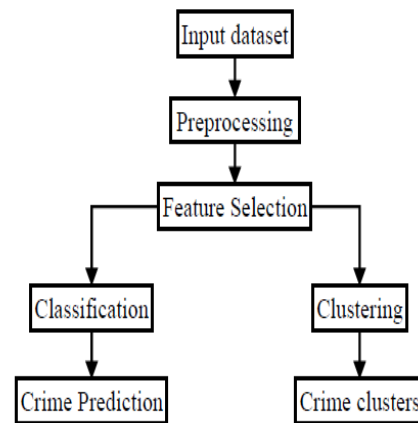 Input dataset
Preprocessing
Feature Selection
Classification
Clustering
Crime Prediction
Crime clusters